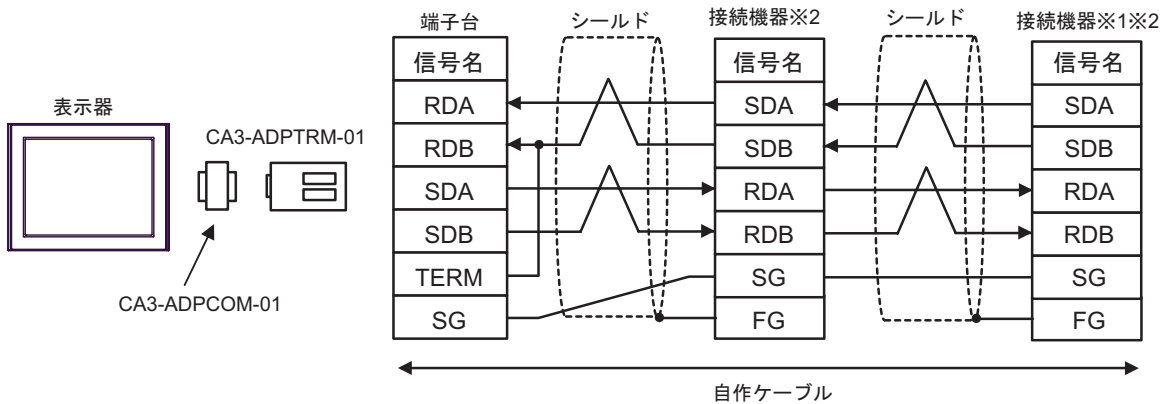 表示器
CA3-ADPTRM-01
CA3-ADPCOM-01
端子台
信号名
RDA
RDB
SDA
SDB
TERM
SG
シールド
接続機器※2
信号名
SDA
SDB
RDA
RDB
SG
FG
シールド
接続機器※1※2
信号名
SDA
SDB
RDA
RDB
SG
FG
自作ケーブル